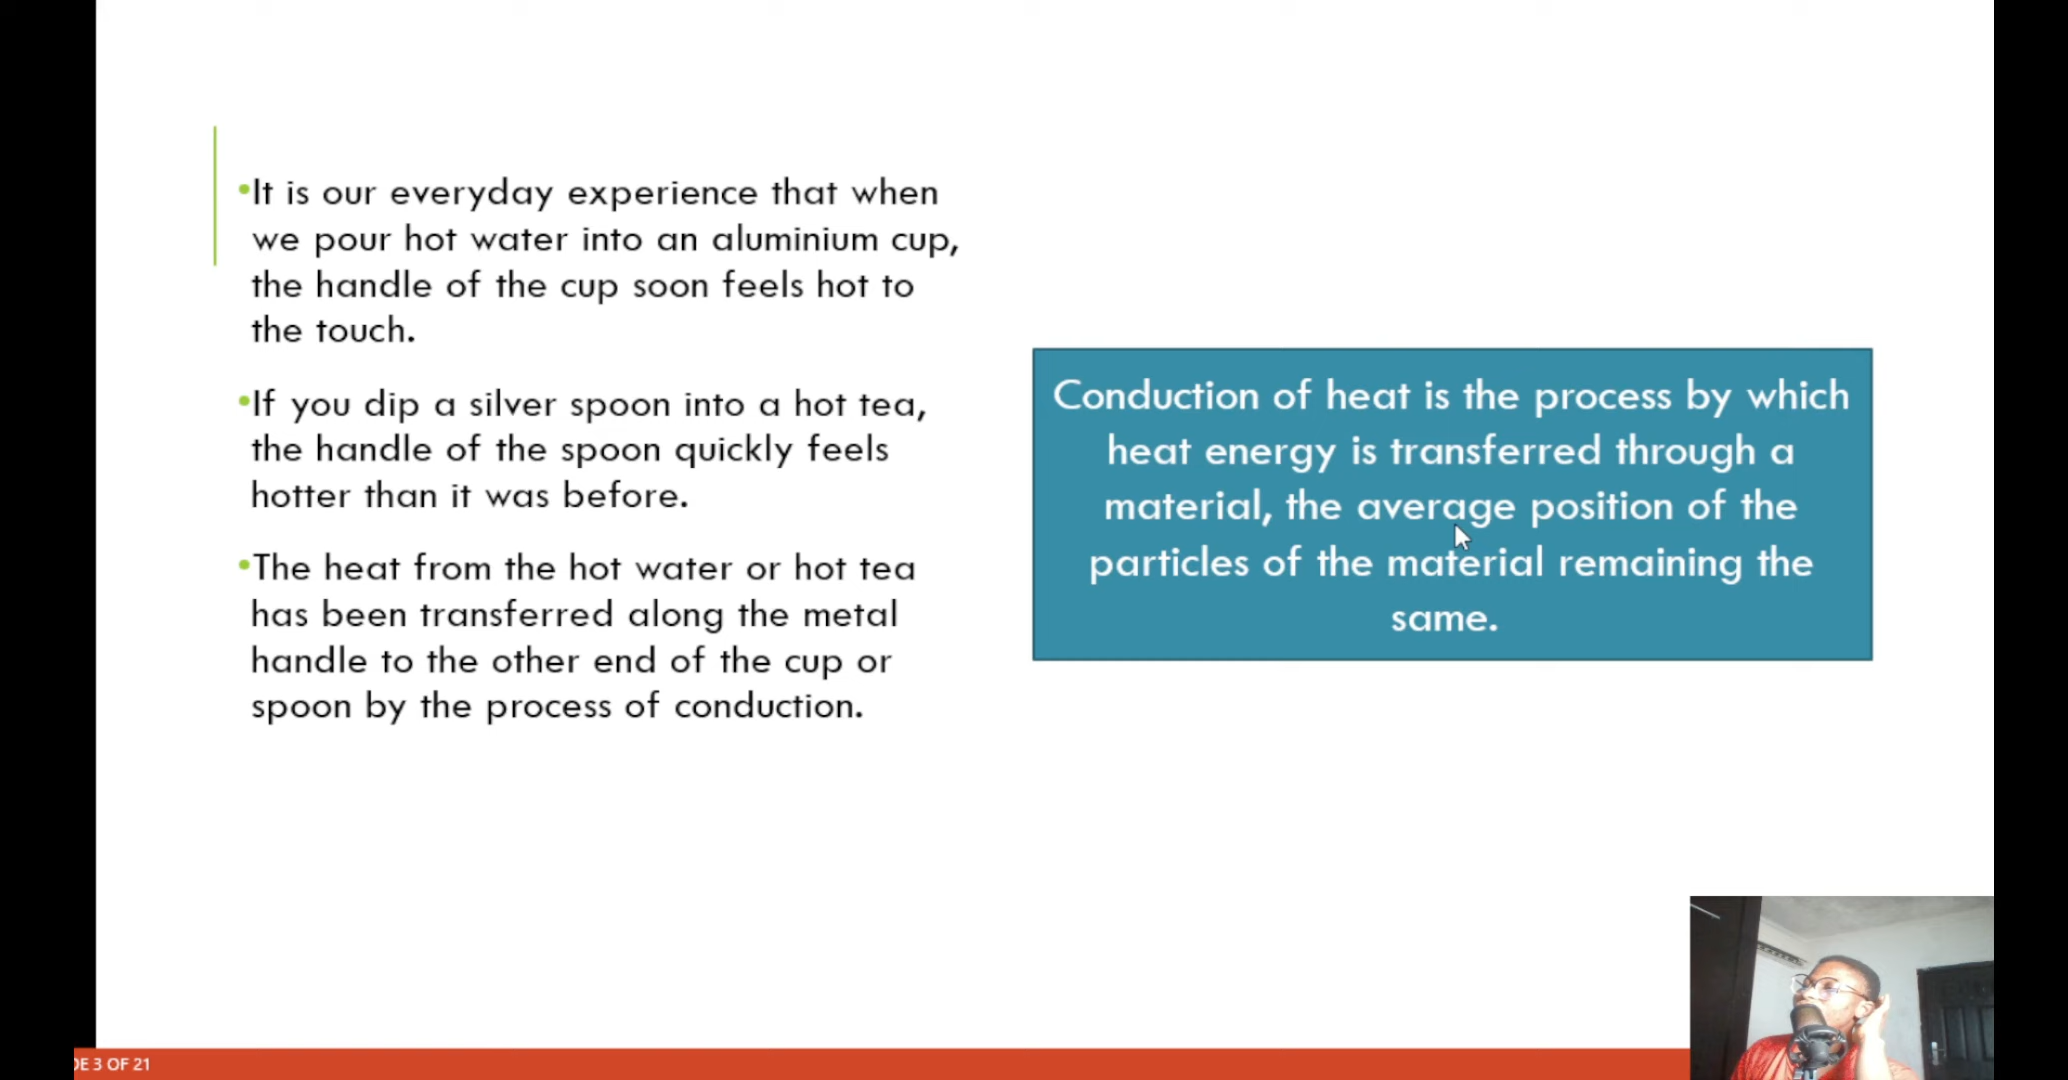 •It is our everyday experience that when
we pour hot water into an aluminium cup,
the handle of the cup soon feels hot to
the touch.
•If you dip a silver spoon into a hot tea,
the handle of the spoon quickly feels
hotter than it was before.
•The heat from the hot water or hot tea
has been transferred along the metal
handle to the other end of the cup or
spoon by the process of conduction.
Conduction of heat is the process by which
heat energy is transferred through a
material, the average position of the
particles of the material remaining the
same.
DE 3 OF 21